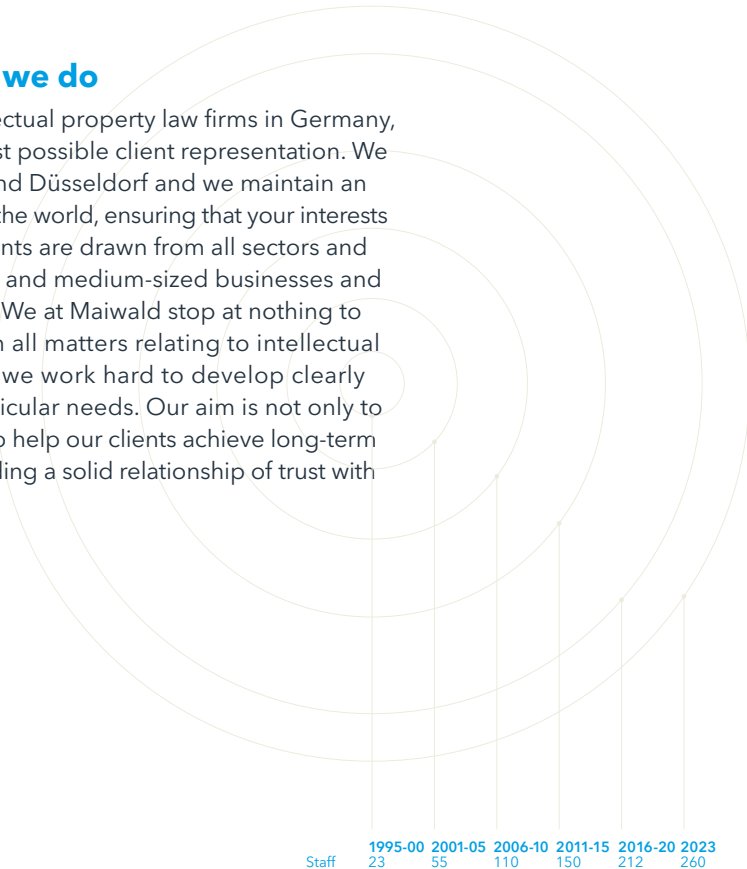 we do
ectual property law firms in Germany,
st possible client representation. We
nd Düsseldorf and we maintain an
the world, ensuring that your interests
nts are drawn from all sectors and
and medium-sized businesses and
We at Maiwald stop at nothing to
n all matters relating to intellectual
we work hard to develop clearly
icular needs. Our aim is not only to
o help our clients achieve long-term
ling a solid relationship of trust with
1995-00 2001-05 2006-10 2011-15 2016-20 2023
Staff 23 55 110 150 212 260